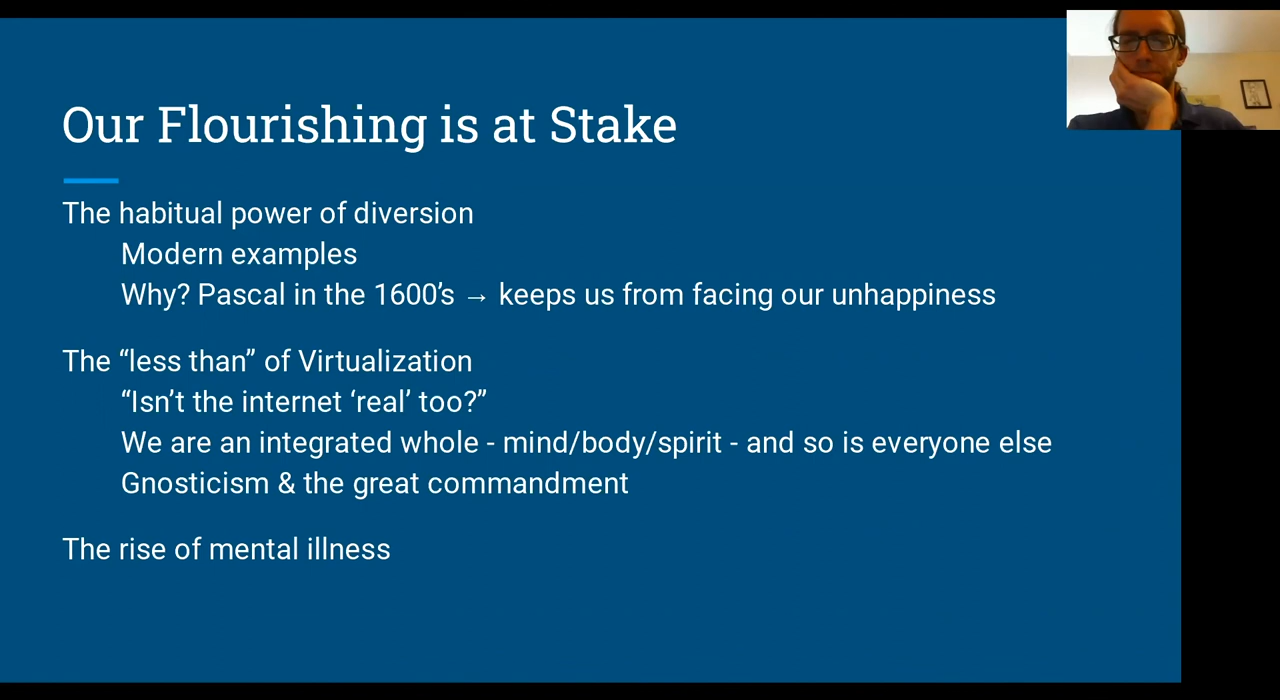 Our Flourishing is at Stake
The habitual power of diversion
Modern examples
Why? Pascal in the 1600’s → keeps us from facing our unhappiness
The “less than” of Virtualization
“Isn’t the internet ‘real’ too?”
We are an integrated whole - mind/body/spirit - and so is everyone else
Gnosticism & the great commandment
The rise of mental illness